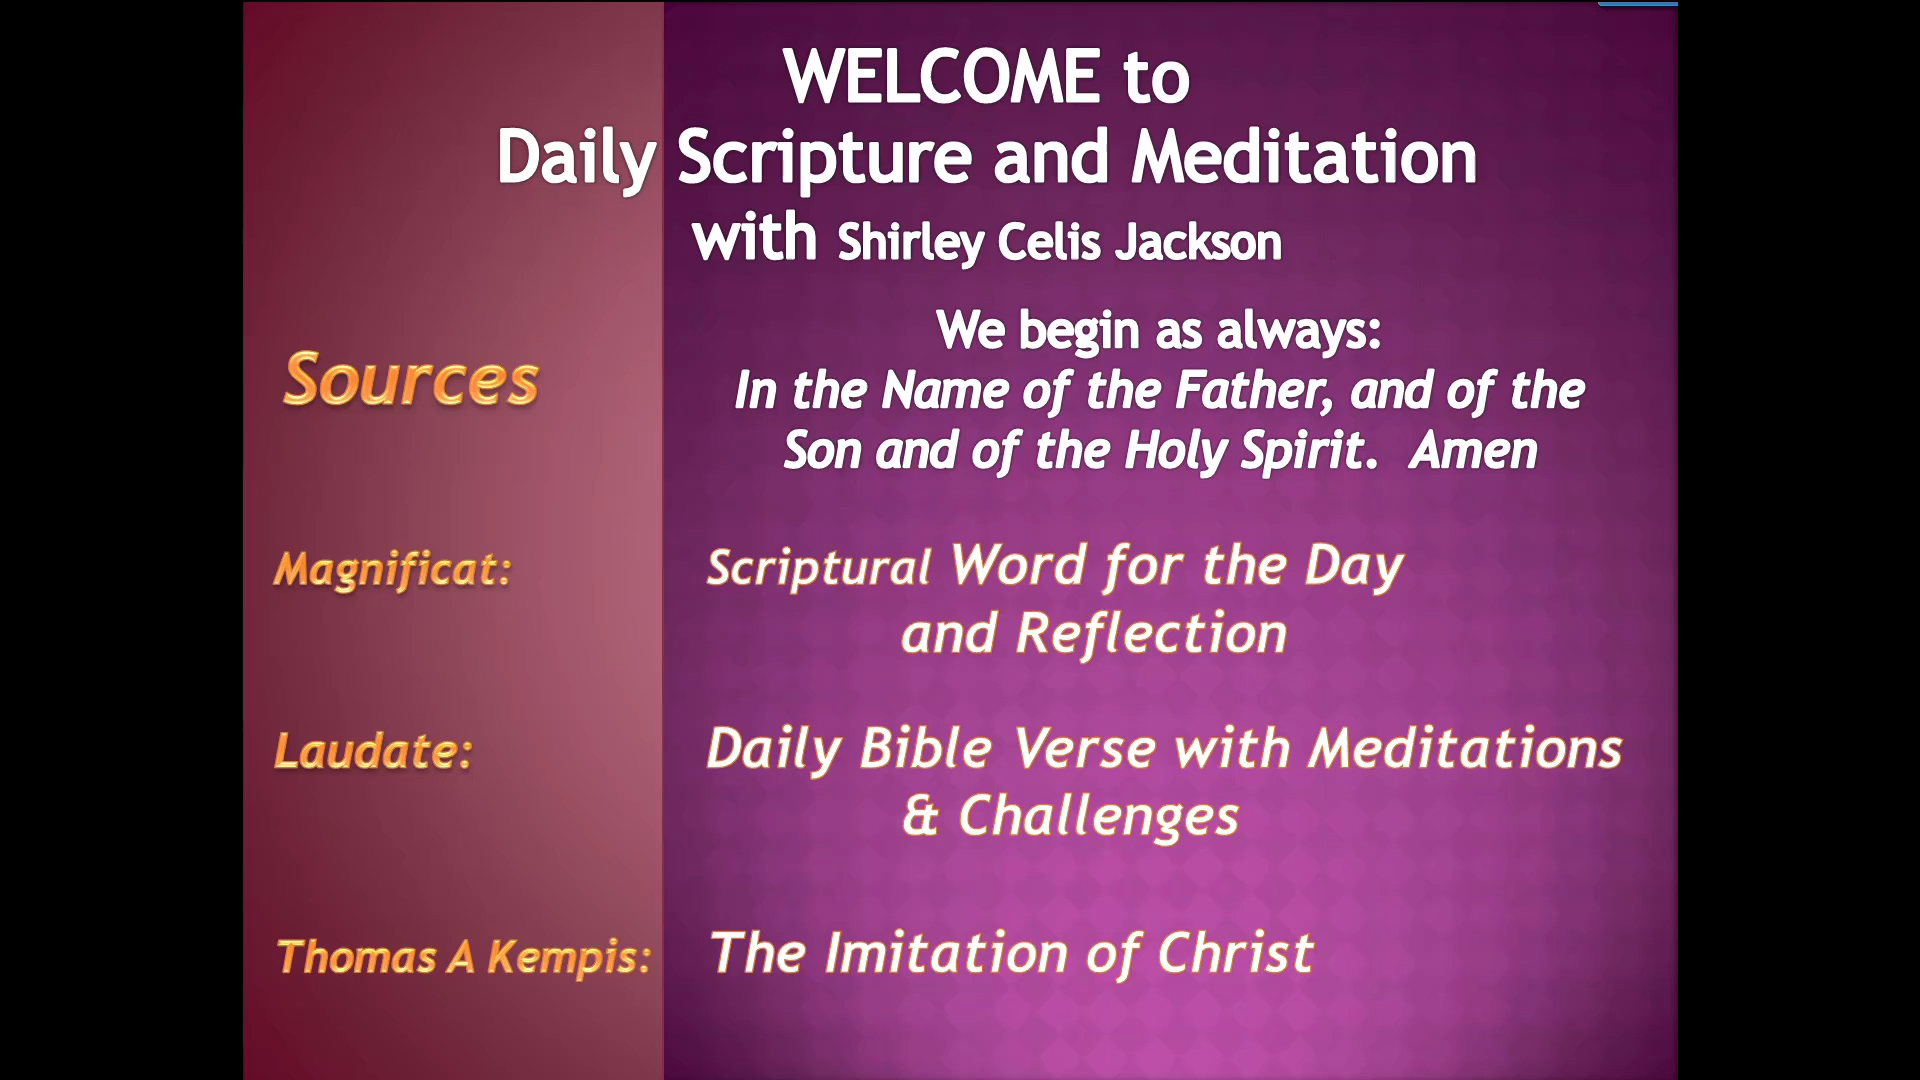 WELCOME to
Daily Scripture and Meditation
with Shirley Celis Jackson
We begin as always:
In the Name of the Father, and of the
Son and of the Holy Spirit.  Amen
Sources
Magnificat: Scriptural Word for the Day
and Reflection
Laudate: Daily Bible Verse with Meditations
& Challenges
Thomas A Kempis: The Imitation of Christ